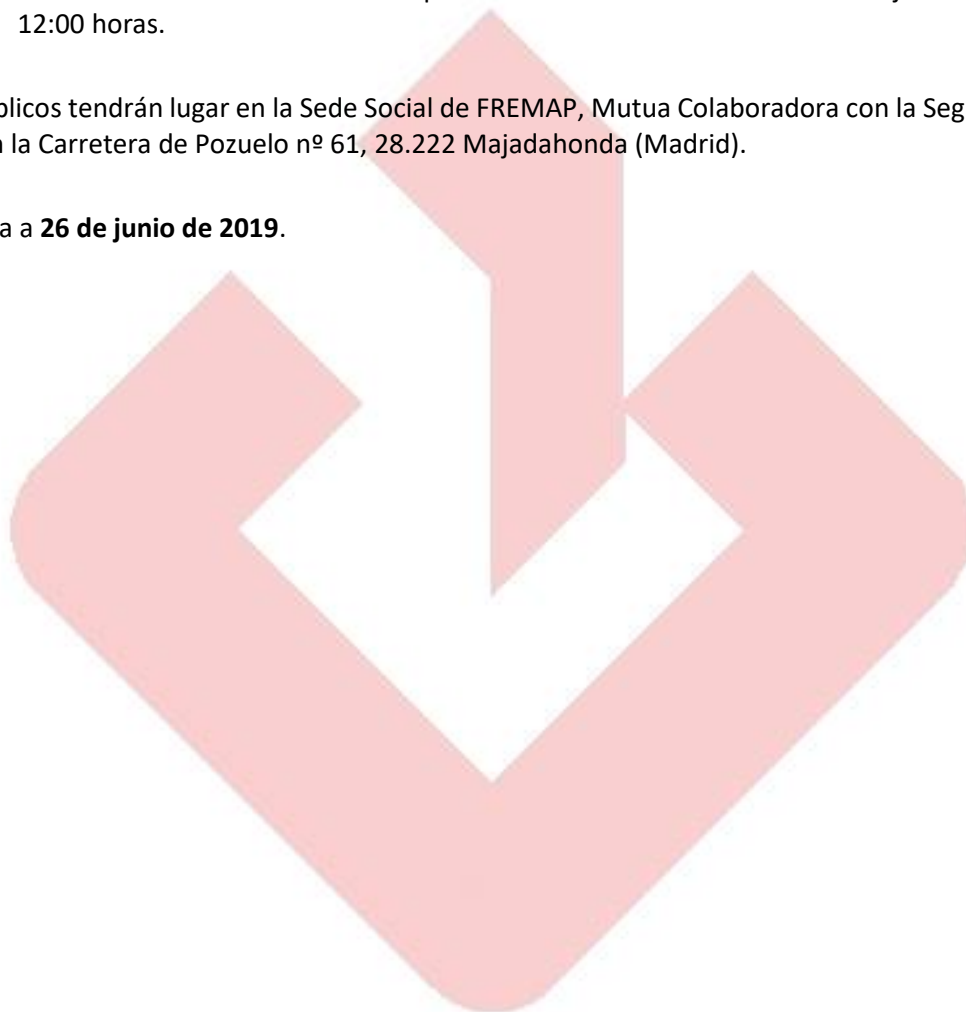 12:00 horas.
blicos tendrán lugar en la Sede Social de FREMAP, Mutua Colaboradora con la Seg
la Carretera de Pozuelo nº 61, 28.222 Majadahonda (Madrid).
a a 26 de junio de 2019.